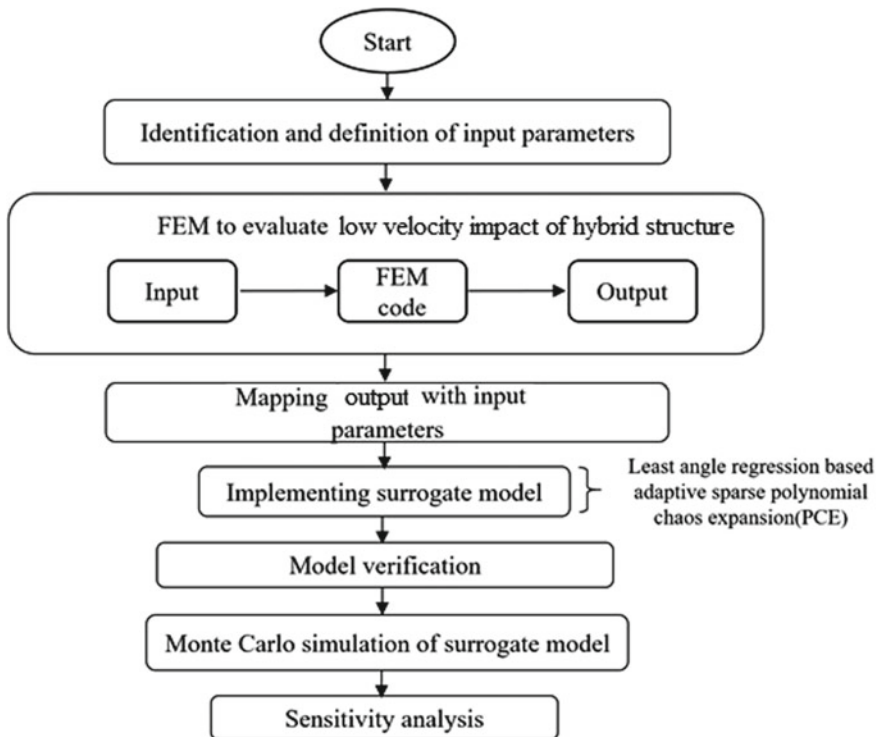 Start
Identification and definition of input parameters
FEM to evaluate low velocity impact of hybrid structure
Input
FEM
code
Output
Mapping output with input
parameters
Implementing surrogate model
Least angle regression based
adaptive sparse polynomial
chaos expansion(PCE)
Model verification
Monte Carlo simulation of surrogate model
Sensitivity analysis